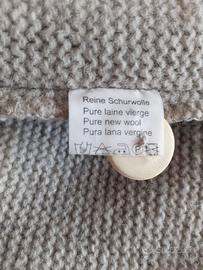 Reine Schurwolle
Pure laine vierge
Pure new wool
Pura lana vergine